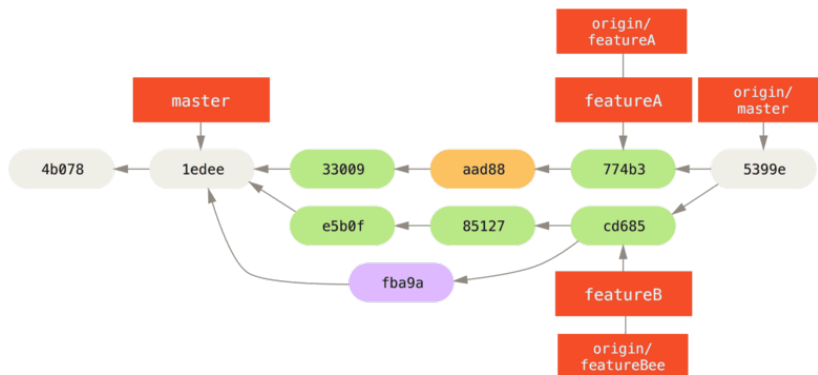 origin/
featureA
master
featureA
origin/
master
4b078
1edee
33009
aad88
774b3
5399e
e5b0f
85127
cd685
fba9a
featureB
origin/
featureBee